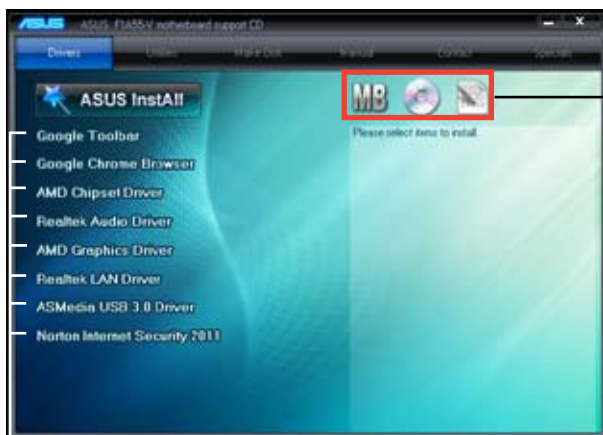 ASUS ASUS F1A55-V motherboard support CD
Drivers Utilities Make Disk Manual Contact Specials
ASUS InstAll
MB
Please select items to install.
Google Toolbar
Google Chrome Browser
AMD Chipset Driver
Realtek Audio Driver
AMD Graphics Driver
Realtek LAN Driver
ASMedia USB 3.0 Driver
Norton Internet Security 2011